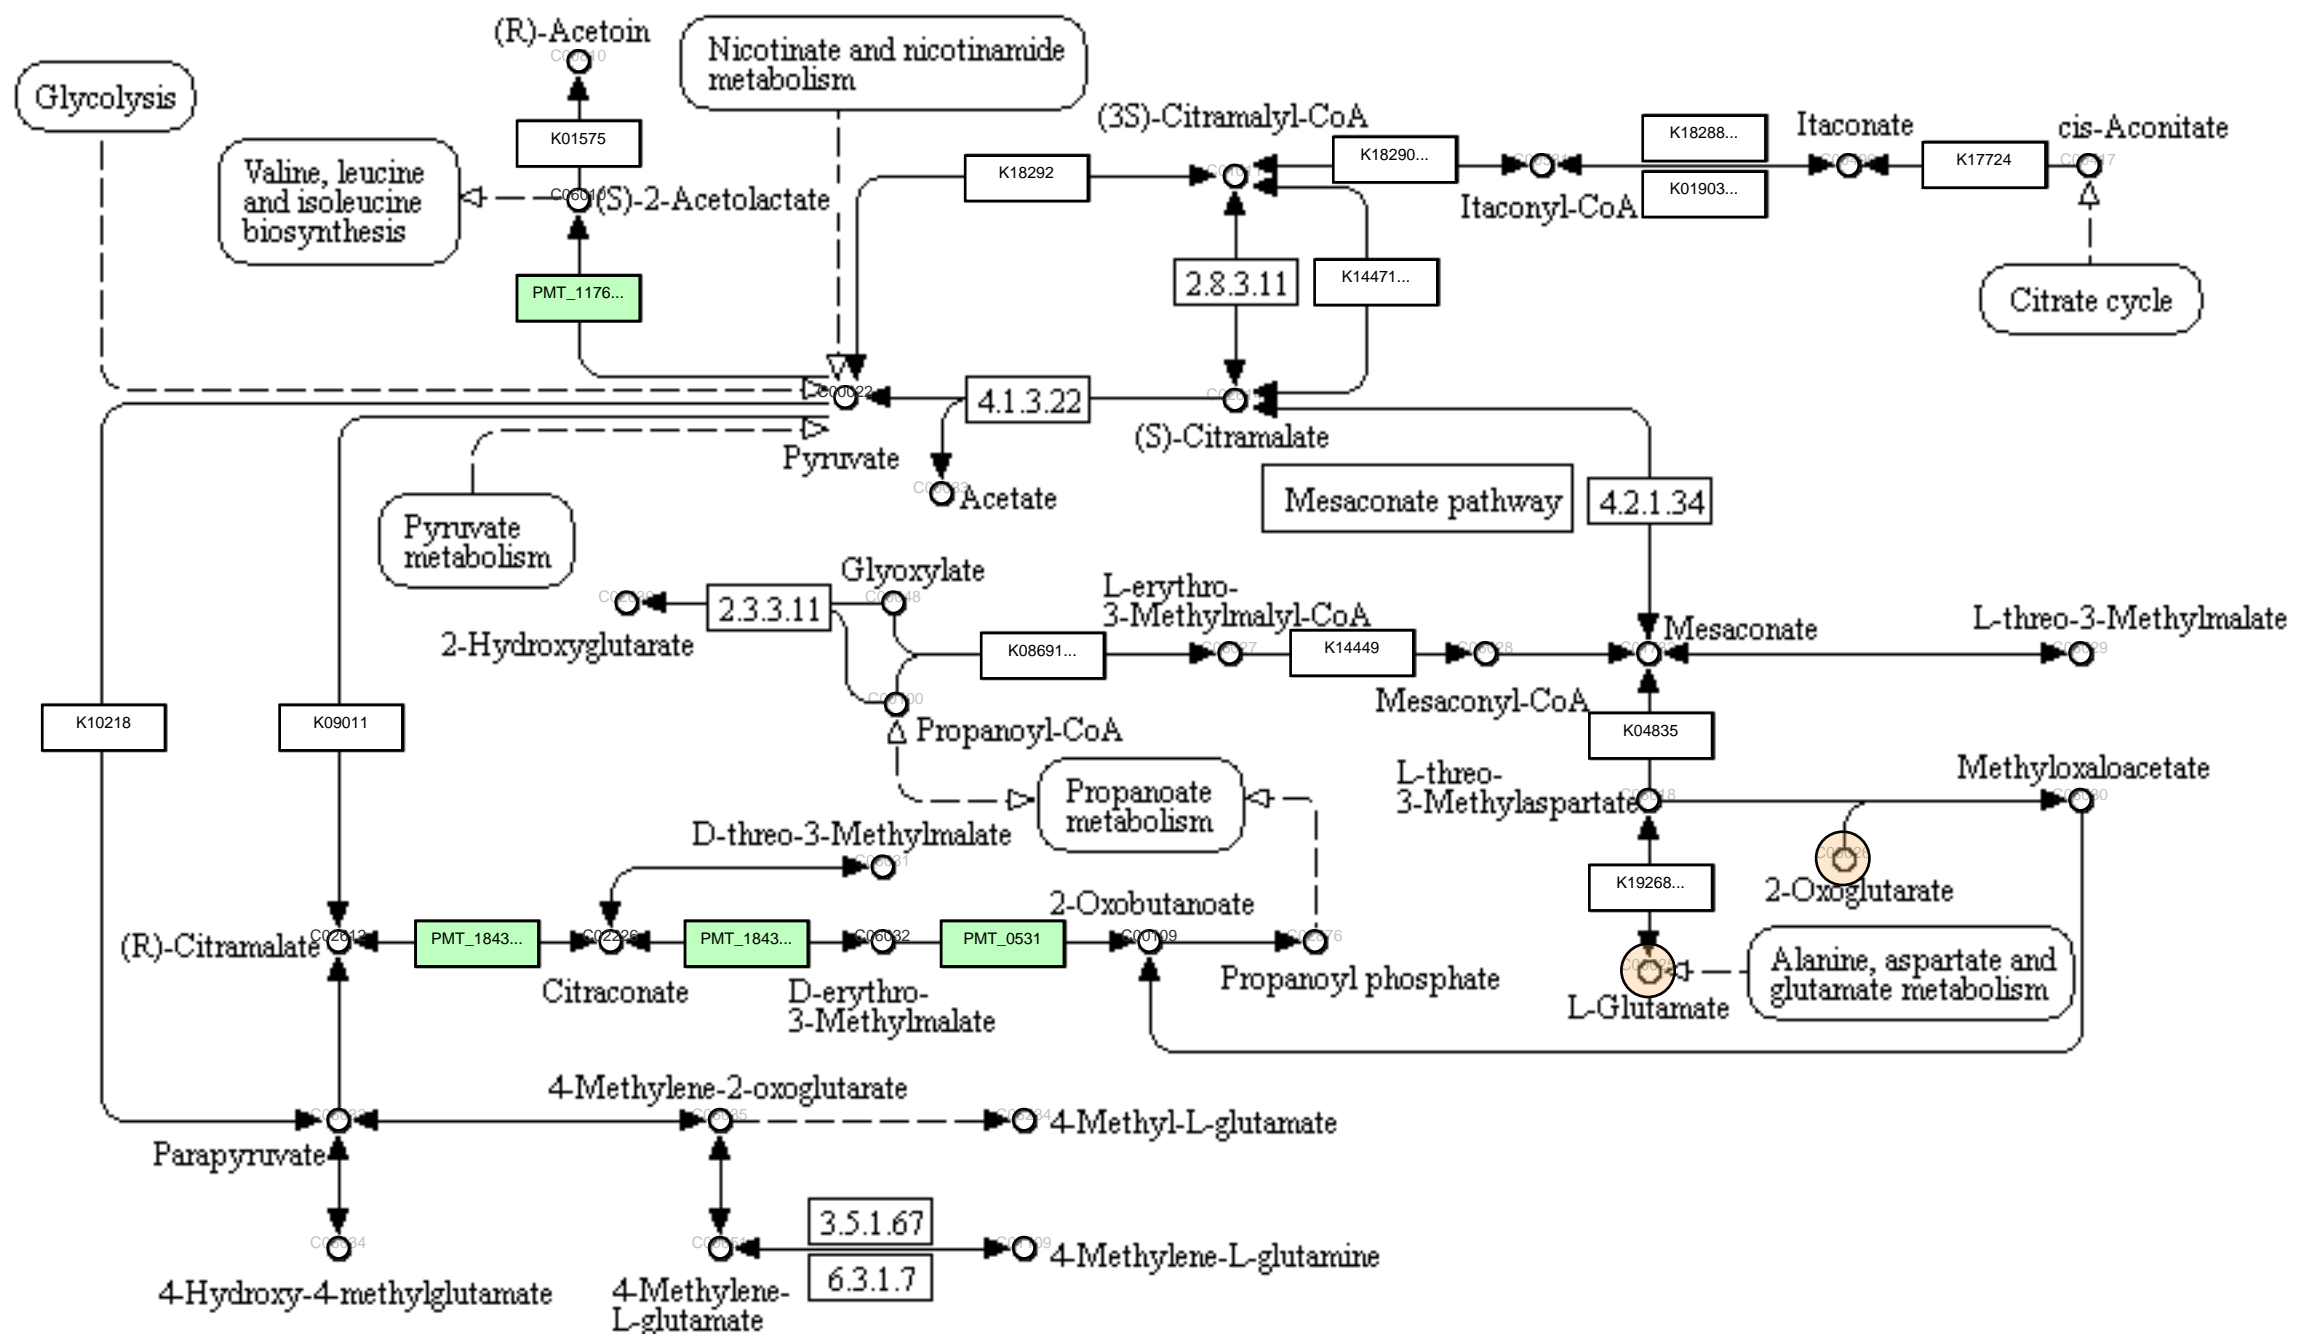 (R)-Acetoin
Nicotinate and nicotinamide
metabolism
Glycolysis
K01575
Valine, leucine
and isoleucine
biosynthesis
(S)-2-Acetolactate
PMT_1176...
(3S)-Citramalyl-CoA
K18292
K18290...
K18288...
K01903...
Itaconyl-CoA
Itaconate
K17724
cis-Aconitate
2.8.3.11
K14471...
Citrate cycle
C00022
4.1.3.22
Pyruvate
(S)-Citramalate
Acetate
Mesaconate pathway
4.2.1.34
Pyruvate
metabolism
Glyoxylate
2.3.3.11
2-Hydroxyglutarate
L-erythro-
3-Methylmalyl-CoA
K08691...
K14449
Mesaconate
L-threo-3-Methylmalate
Mesaconyl-CoA
Propanoyl-CoA
K10218
K09011
K04835
Propanoate
metabolism
L-threo-
3-Methylaspartate
Methyloxaloacetate
D-threo-3-Methylmalate
K19268...
2-Oxoglutarate
2-Oxobutanoate
(R)-Citramalate
C02612
PMT_1843...
C02226
PMT_1843...
C06032
PMT_0531
C00109
Citraconate
D-erythro-
3-Methylmalate
Propanoyl phosphate
L-Glutamate
Alanine, aspartate and
glutamate metabolism
4-Methylene-2-oxoglutarate
4-Methyl-L-glutamate
Parapyruvate
3.5.1.67
6.3.1.7
4-Methylene-L-glutamine
4-Hydroxy-4-methylglutamate
4-Methylene-
L-glutamate